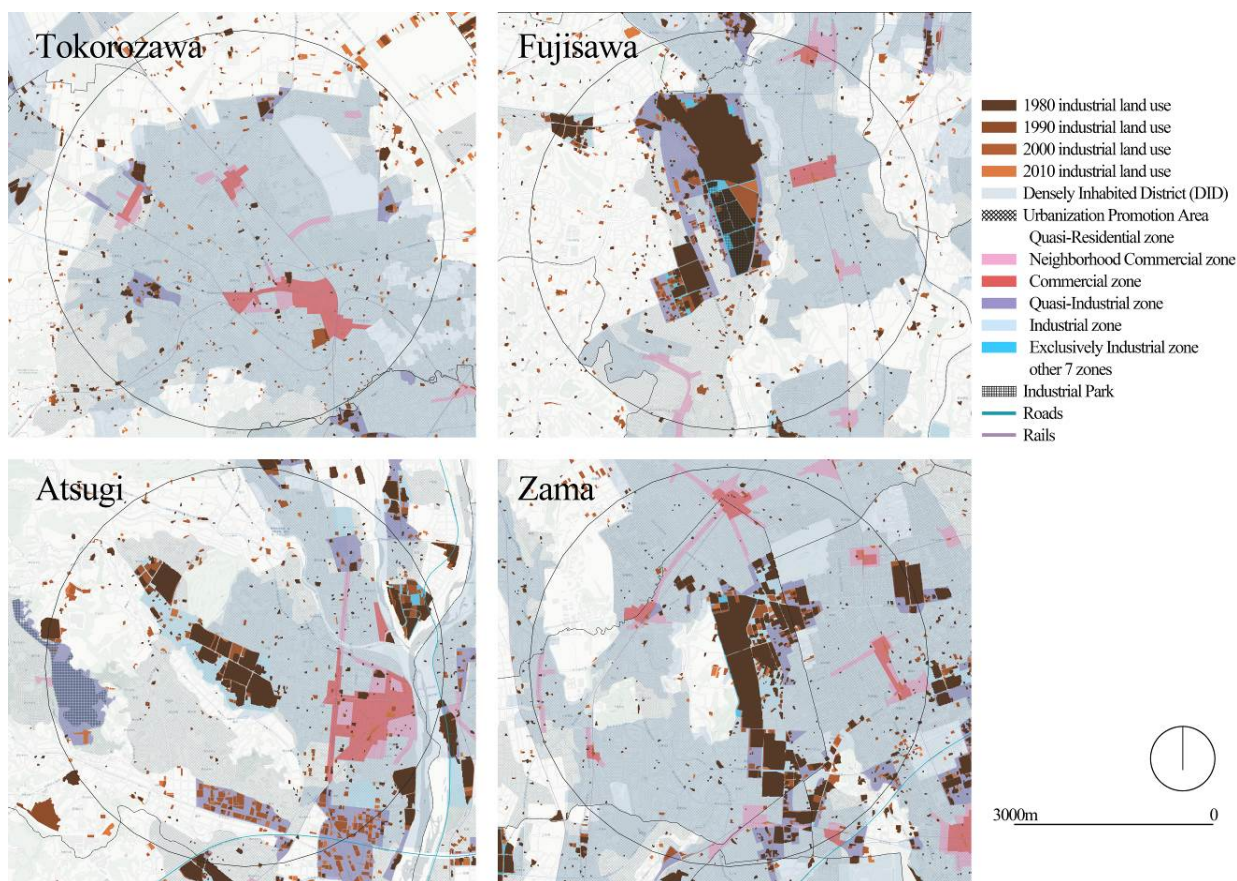 Tokorozawa
Fujisawa
1980 industrial land use
1990 industrial land use
2000 industrial land use
2010 industrial land use
Densely Inhabited District (DID)
Urbanization Promotion Area
Quasi-Residential zone
Neighborhood Commercial zone
Commercial zone
Quasi-Industrial zone
Industrial zone
Exclusively Industrial zone
other 7 zones
Industrial Park
Roads
Rails
Atsugi
Zama
3000m 0